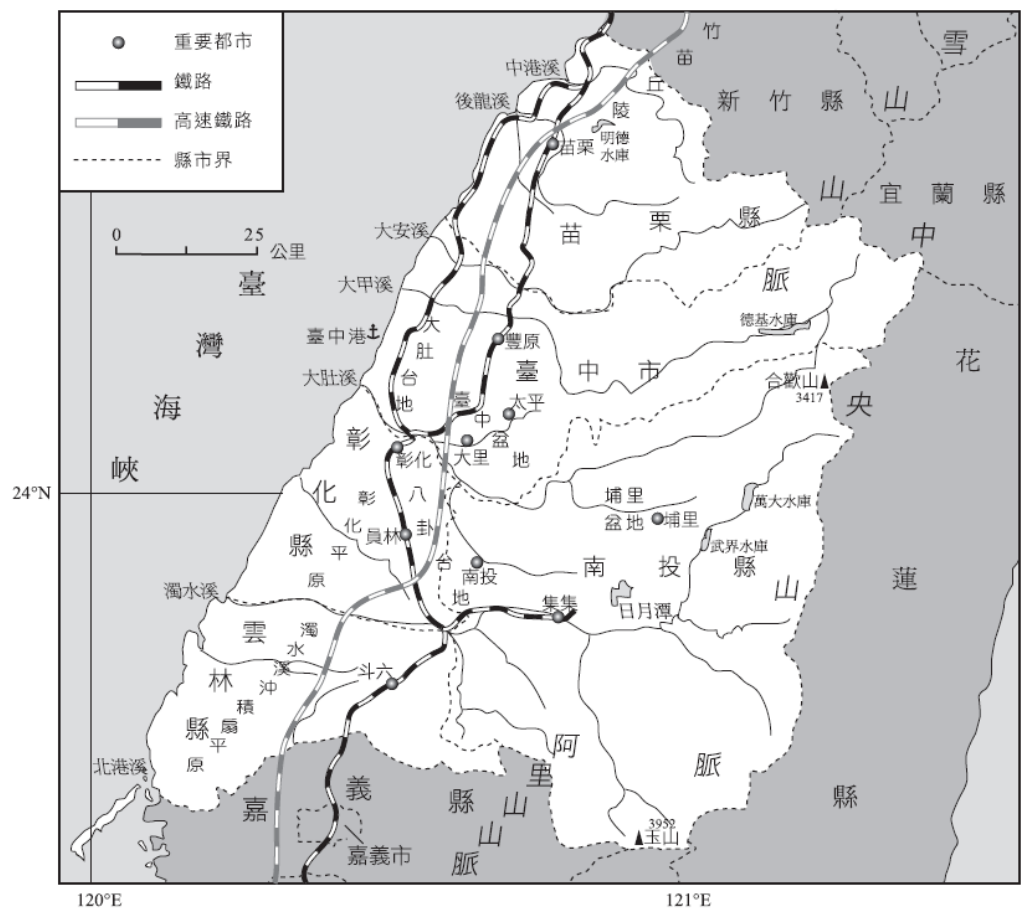 重要都市
鐵路
高速鐵路
縣市界
0 25 公里
臺灣海峽
竹苗丘陵
雪山山脈
新竹縣
宜蘭縣
中港溪
後龍溪
明德
水庫
苗栗
苗栗縣
大安溪
大甲溪
德基水庫
臺中港
大肚台地
豐原
臺中市
花蓮縣
中央山脈
大肚溪
合歡山
3417
太平
臺中盆地
大里
彰化
彰化縣
24°N
八卦台地
彰化平原
員林
埔里
盆地
埔里
萬大水庫
武界水庫
南投
南投縣
日月潭
集集
濁水溪
雲林縣
濁水溪沖積扇平原
斗六
北港溪
阿里山山脈
嘉義縣
嘉義市
3952
玉山
120°E
121°E